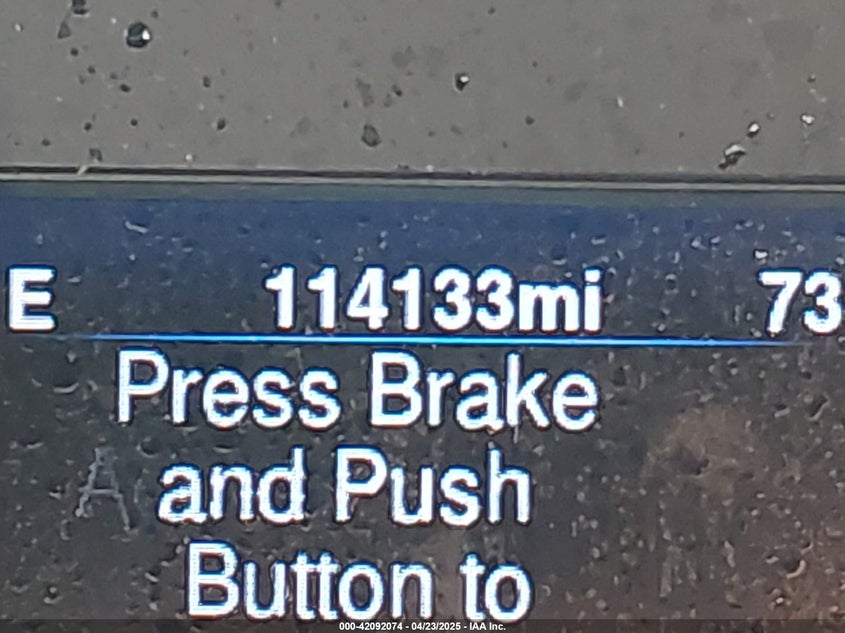 E 114133mi 73
Press Brake
and Push
Button to
000-42092074 - 04/23/2025 - IAA Inc.